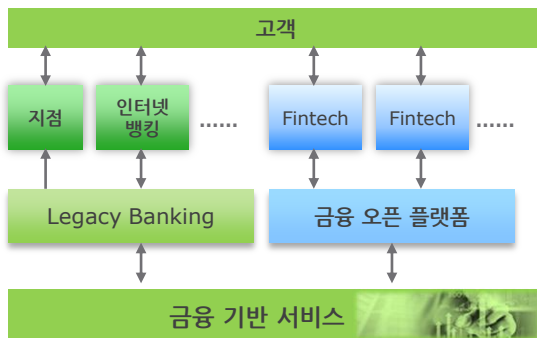 고객
지점
인터넷
뱅킹
......
Fintech
Fintech
......
Legacy Banking
금융 오픈 플랫폼
금융 기반 서비스